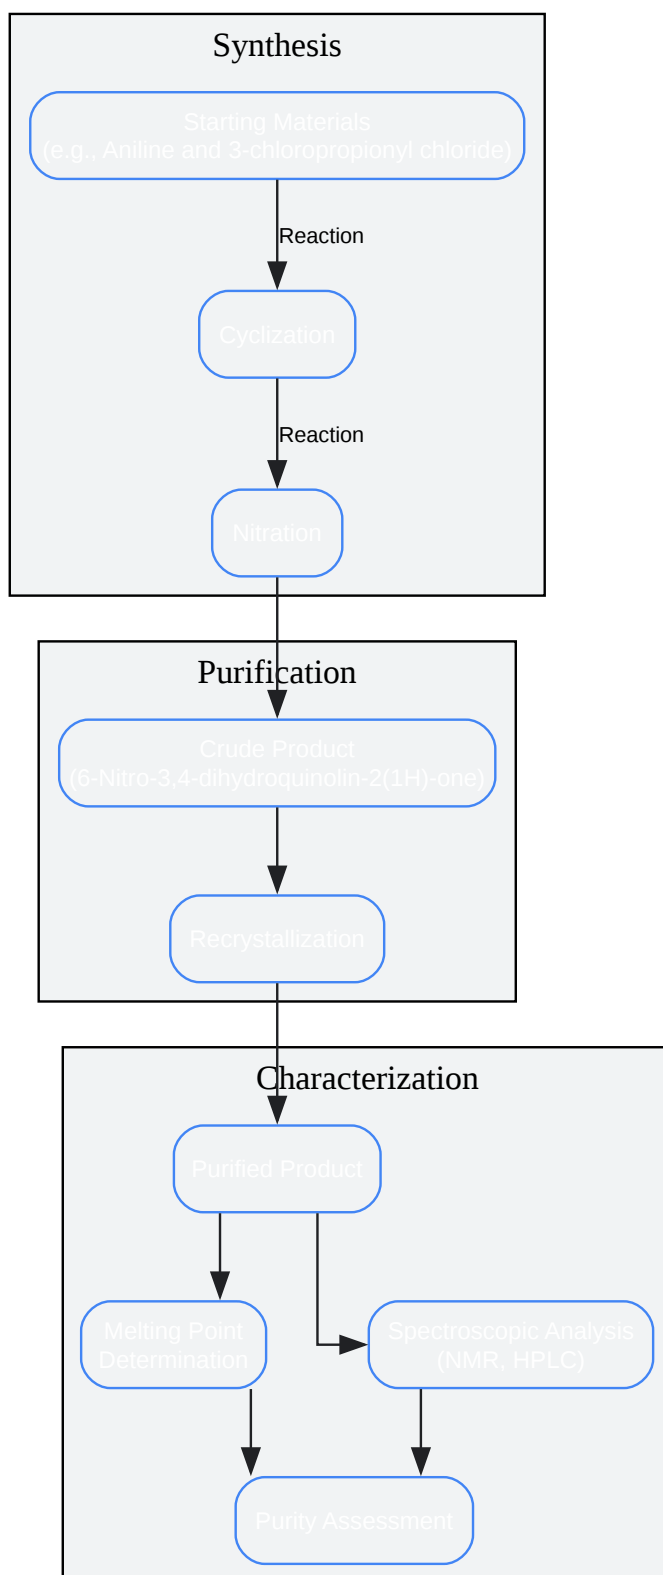 Synthesis
Starting Materials
(e.g., Aniline and 3-chloropropionyl chloride)
Reaction
Cyclization
Reaction
Nitration
Purification
Crude Product
(6-Nitro-3,4-dihydroquinolin-2(1H)-one)
Recrystallization
Characterization
Purified Product
Melting Point
Determination
Spectroscopic Analysis
(NMR, HPLC)
Purity Assessment